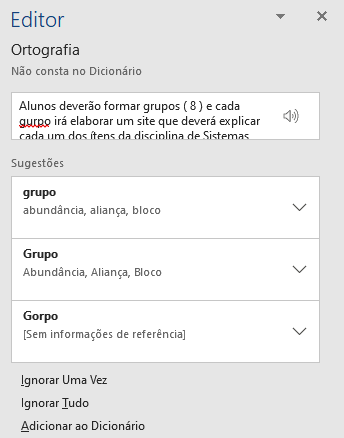 Editor
Ortografia
Não consta no Dicionário
Alunos deverão formar grupos ( 8 ) e cada
gurpo irá elaborar um site que deverá explicar
cada um dos ítens da disciplina de Sistemas
Sugestões
grupo
abundância, aliança, bloco
Grupo
Abundância, Aliança, Bloco
Gorpo
[Sem informações de referência]
Ignorar Uma Vez
Ignorar Tudo
Adicionar ao Dicionário